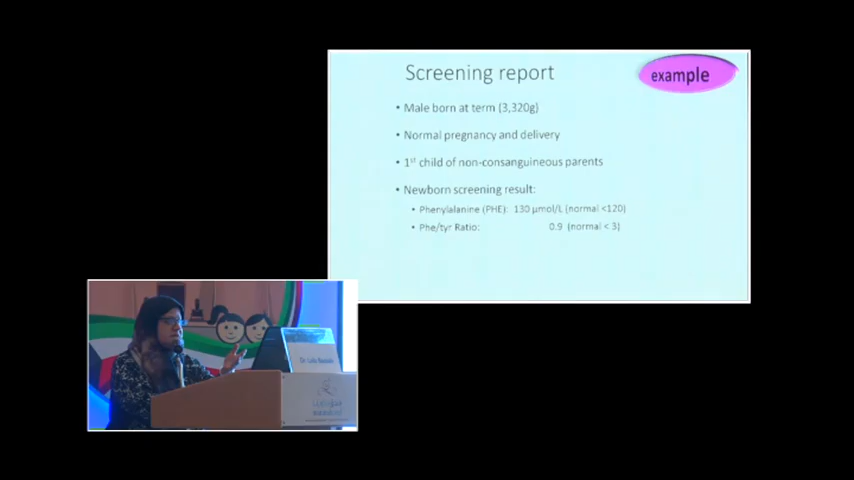 Screening report
example
• Male born at term (3,320g)
• Normal pregnancy and delivery
• 1st child of non-consanguineous parents
• Newborn screening result:
• Phenylalanine (PHE): 130 µmol/L (normal <120)
• Phe/tyr Ratio: 0.9 (normal < 3)